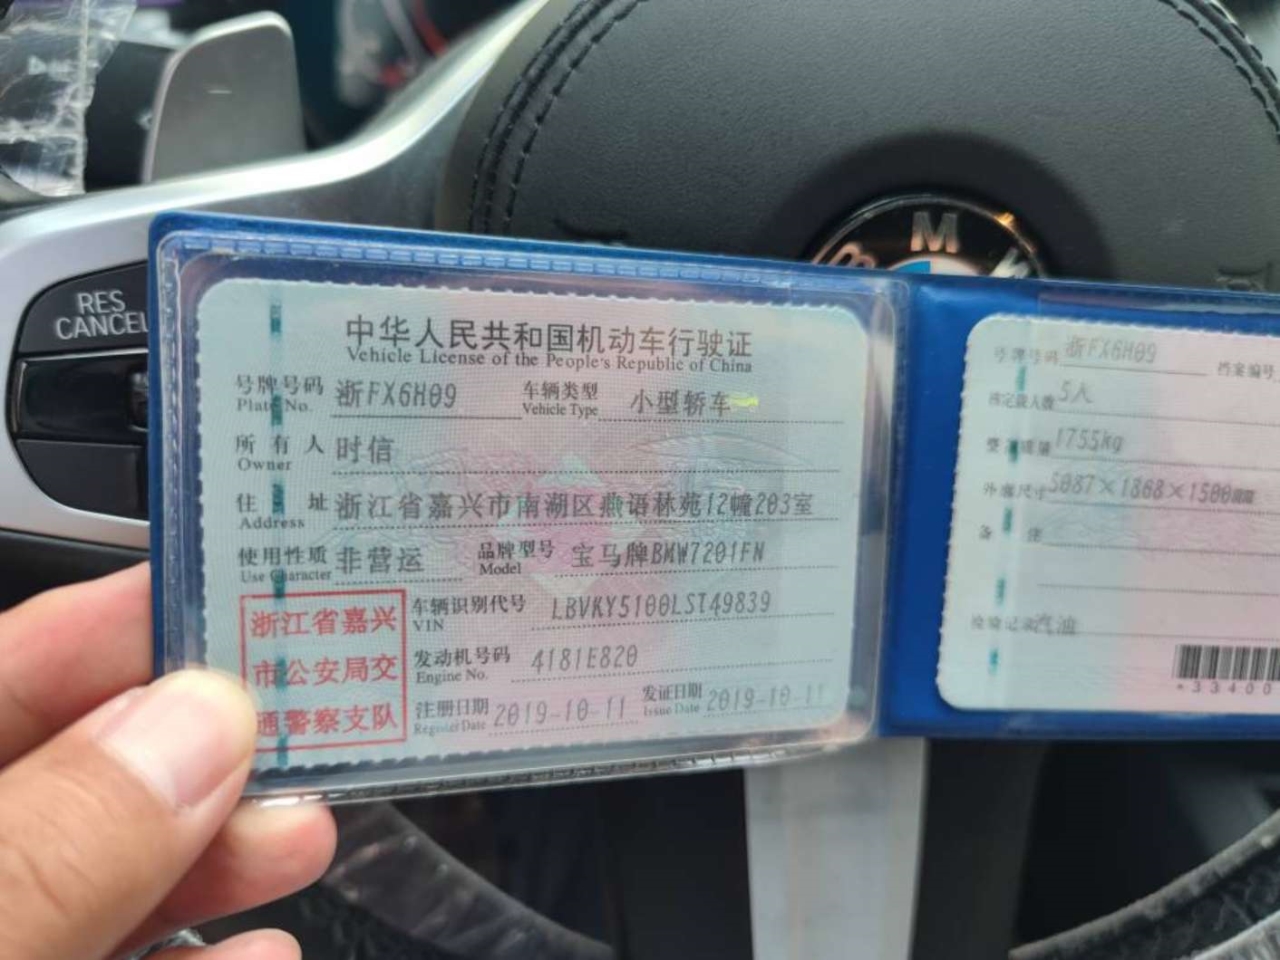 RES
CANCEL
B M W
中华人民共和国机动车行驶证
Vehicle License of the People's Republic of China
号牌号码 浙FX6H09 车辆类型 小型轿车
Plate No. Vehicle Type
所有人 时信
Owner
住址 浙江省嘉兴市南湖区燕语林苑12幢203室
Address
使用性质 非营运 品牌型号 宝马牌BMW7201FN
Use Character Model
浙江省嘉兴
市公安局交
通警察支队
车辆识别代号 LBVKY5100LST49839
VIN
发动机号码 4181E820
Engine No.
注册日期 2019-10-11 发证日期 2019-10-11
Register Date Issue Date
号牌号码 浙FX6H09 档案编号
核定载人数 5人
整备质量 1755kg
外廓尺寸 5087×1868×1500mm
备注
检验记录 汽油
*33400